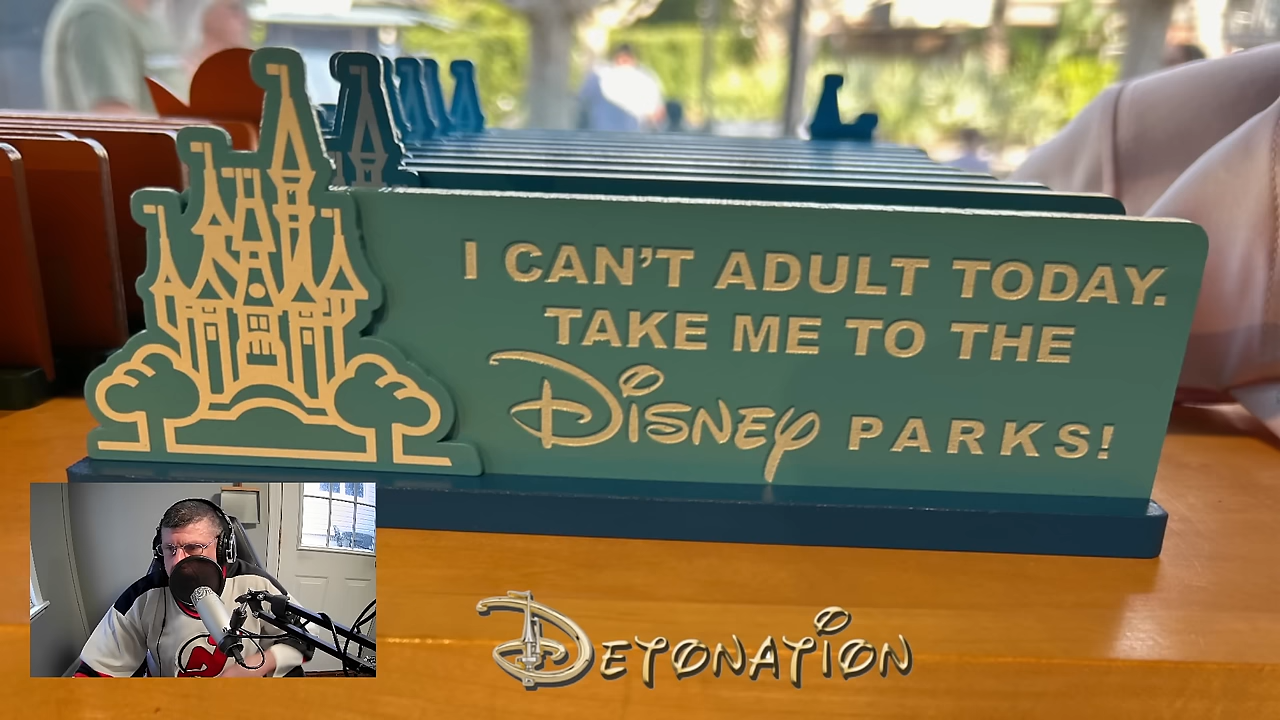 I CAN'T ADULT TODAY.
TAKE ME TO THE
Disney PARKS!
DETONATION